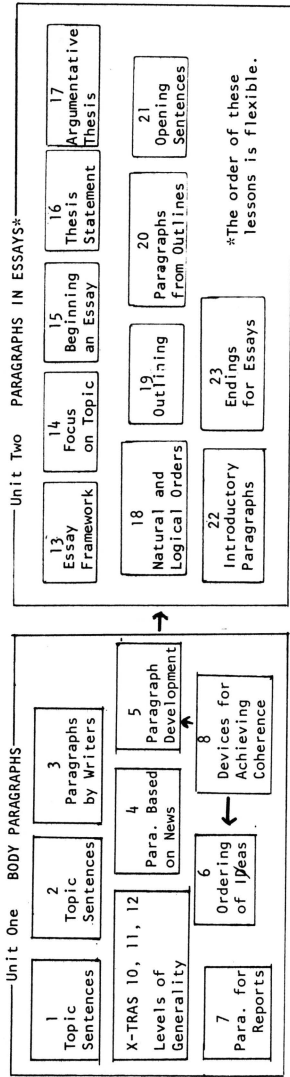 Unit One BODY PARAGRAPHS
1
Topic
Sentences
2
Topic
Sentences
3
Paragraphs
by Writers
X-TRAS 10, 11, 12
Levels of
Generality
4
Para. Based
on News
5
Paragraph
Development
7
Para. for
Reports
6
Ordering
of Ideas
8
Devices for
Achieving
Coherence
Unit Two PARAGRAPHS IN ESSAYS*
13
Essay
Framework
14
Focus
on Topic
15
Beginning
an Essay
16
Thesis
Statement
17
Argumentative
Thesis
18
Natural and
Logical Orders
19
Outlining
20
Paragraphs
from Outlines
21
Opening
Sentences
22
Introductory
Paragraphs
23
Endings
for Essays
*The order of these
lessons is flexible.